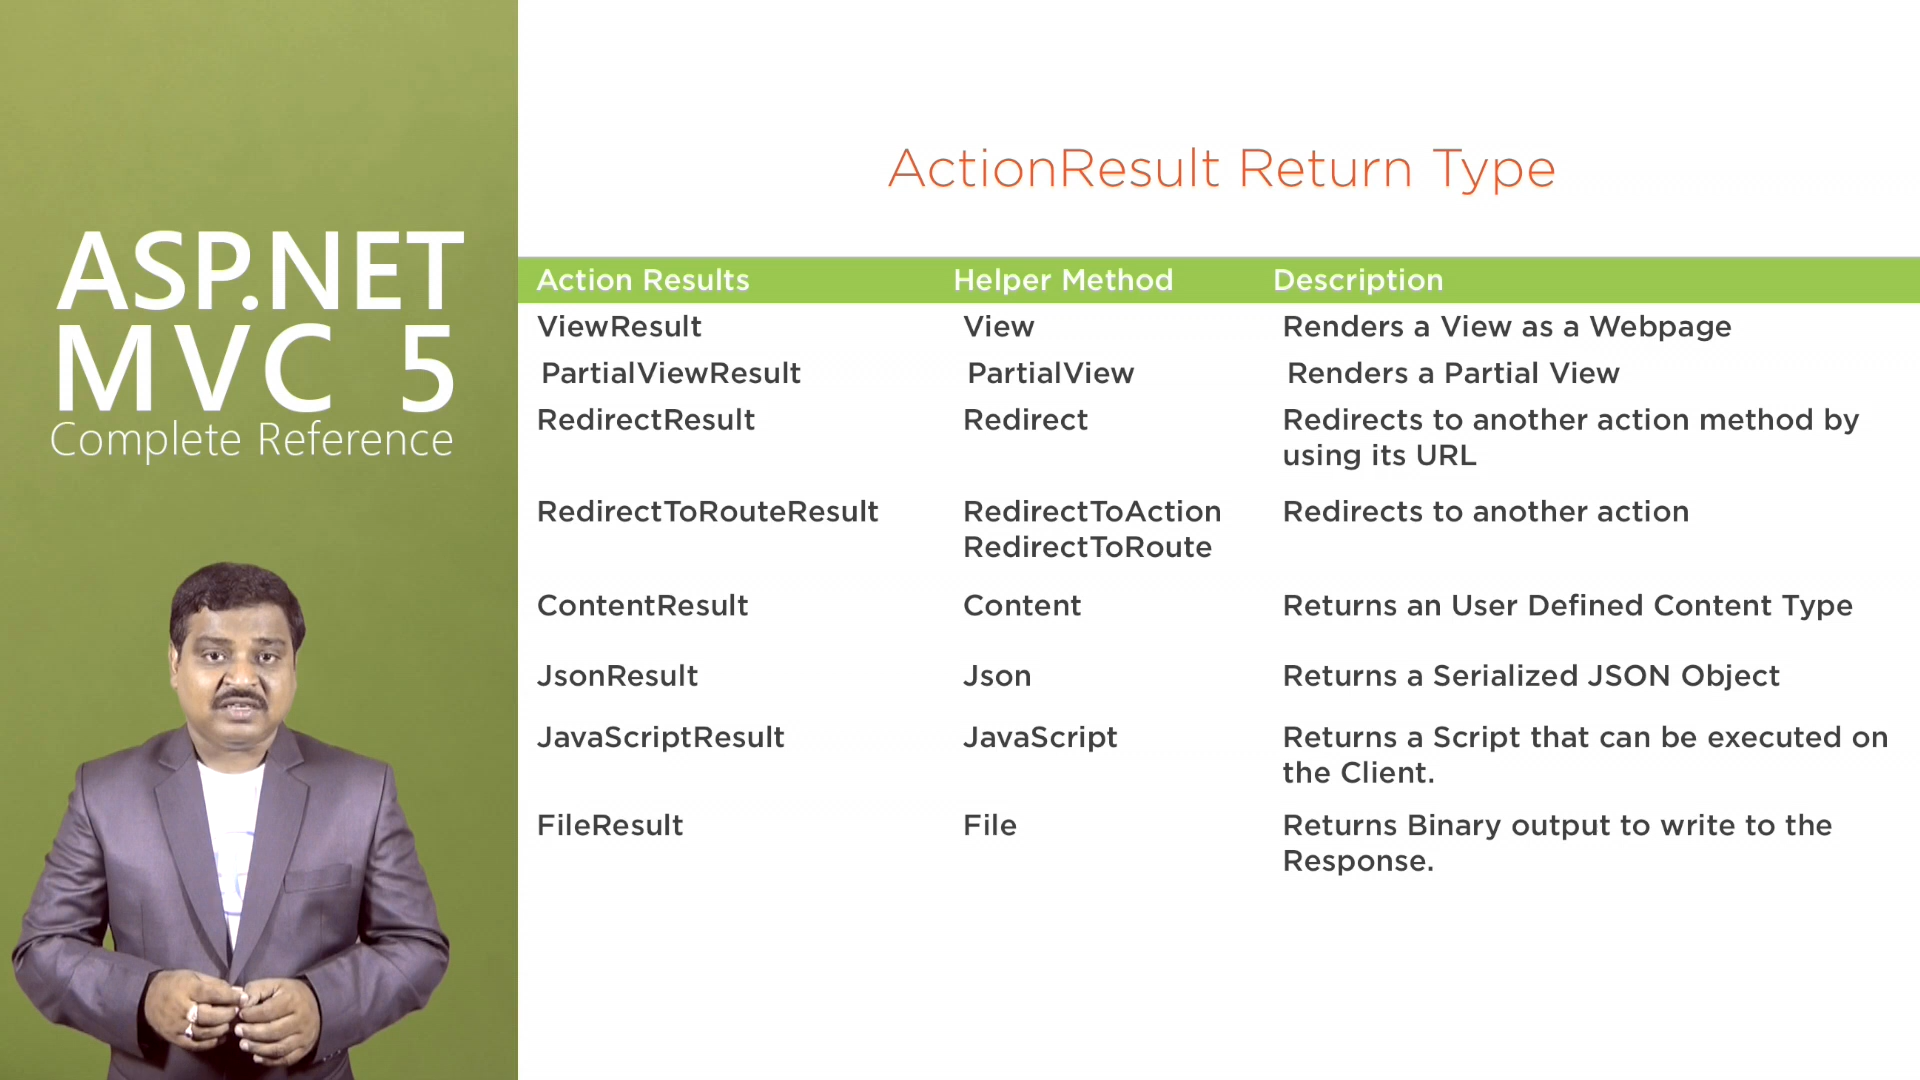 ASP.NET
MVC 5
Complete Reference
ActionResult Return Type
Action Results Helper Method Description
ViewResult View Renders a View as a Webpage
PartialViewResult PartialView Renders a Partial View
RedirectResult Redirect Redirects to another action method by
using its URL
RedirectToRouteResult RedirectToAction Redirects to another action
RedirectToRoute
ContentResult Content Returns an User Defined Content Type
JsonResult Json Returns a Serialized JSON Object
JavaScriptResult JavaScript Returns a Script that can be executed on
the Client.
FileResult File Returns Binary output to write to the
Response.